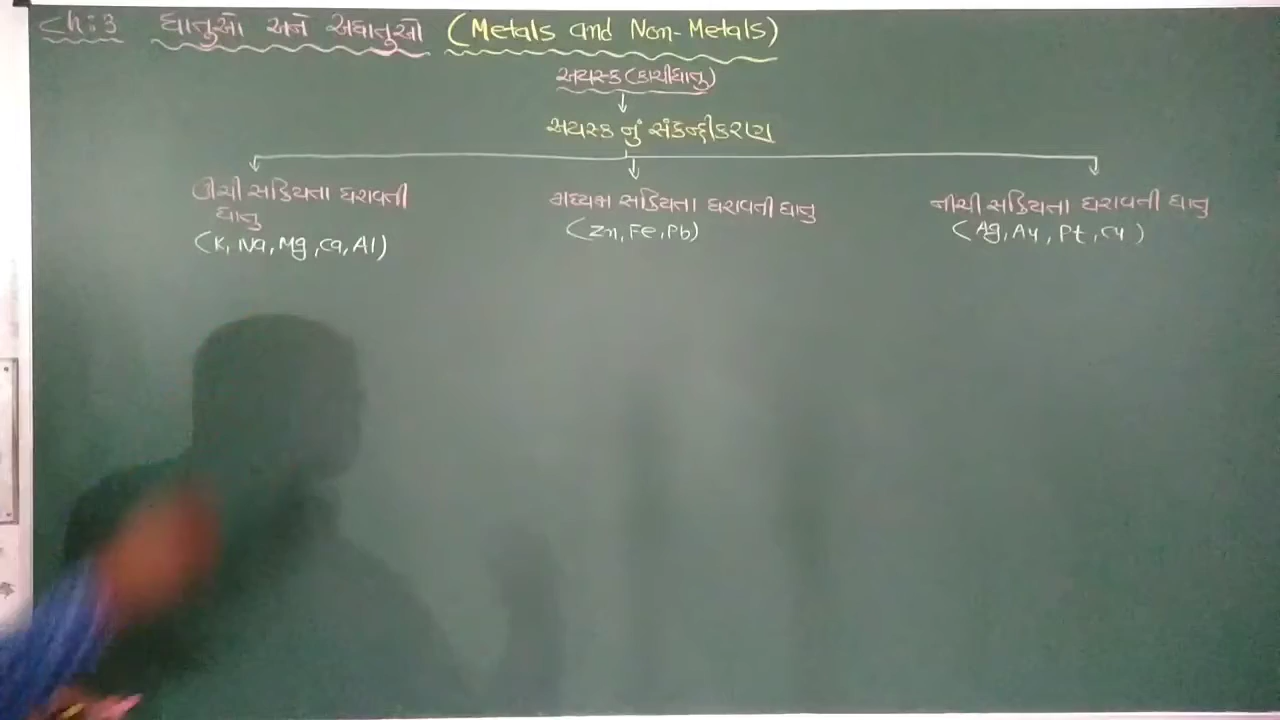 Ch:3 ધાતુઓ અને અધાતુઓ (Metals and Non-Metals)
અયસ્ક(કાચીધાતુ)
અયસ્ક નું સંકેન્દ્રીકરણ
ઊંચી સક્રિયતા ધરાવતી
ધાતુ
(K, Na, Mg, Ca, Al)
મધ્યમ સક્રિયતા ધરાવતી ધાતુ
(Zn, Fe, Pb)
નીચી સક્રિયતા ધરાવતી ધાતુ
(Ag, Au, Pt, Cu)